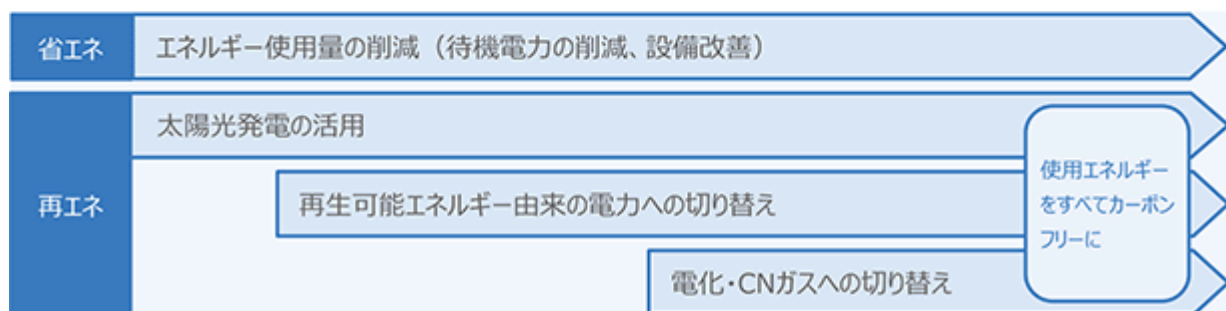 省エネ
エネルギー使用量の削減（待機電力の削減、設備改善）
再エネ
太陽光発電の活用
再生可能エネルギー由来の電力への切り替え
電化・CNガスへの切り替え
使用エネルギー
をすべてカーボン
フリーに